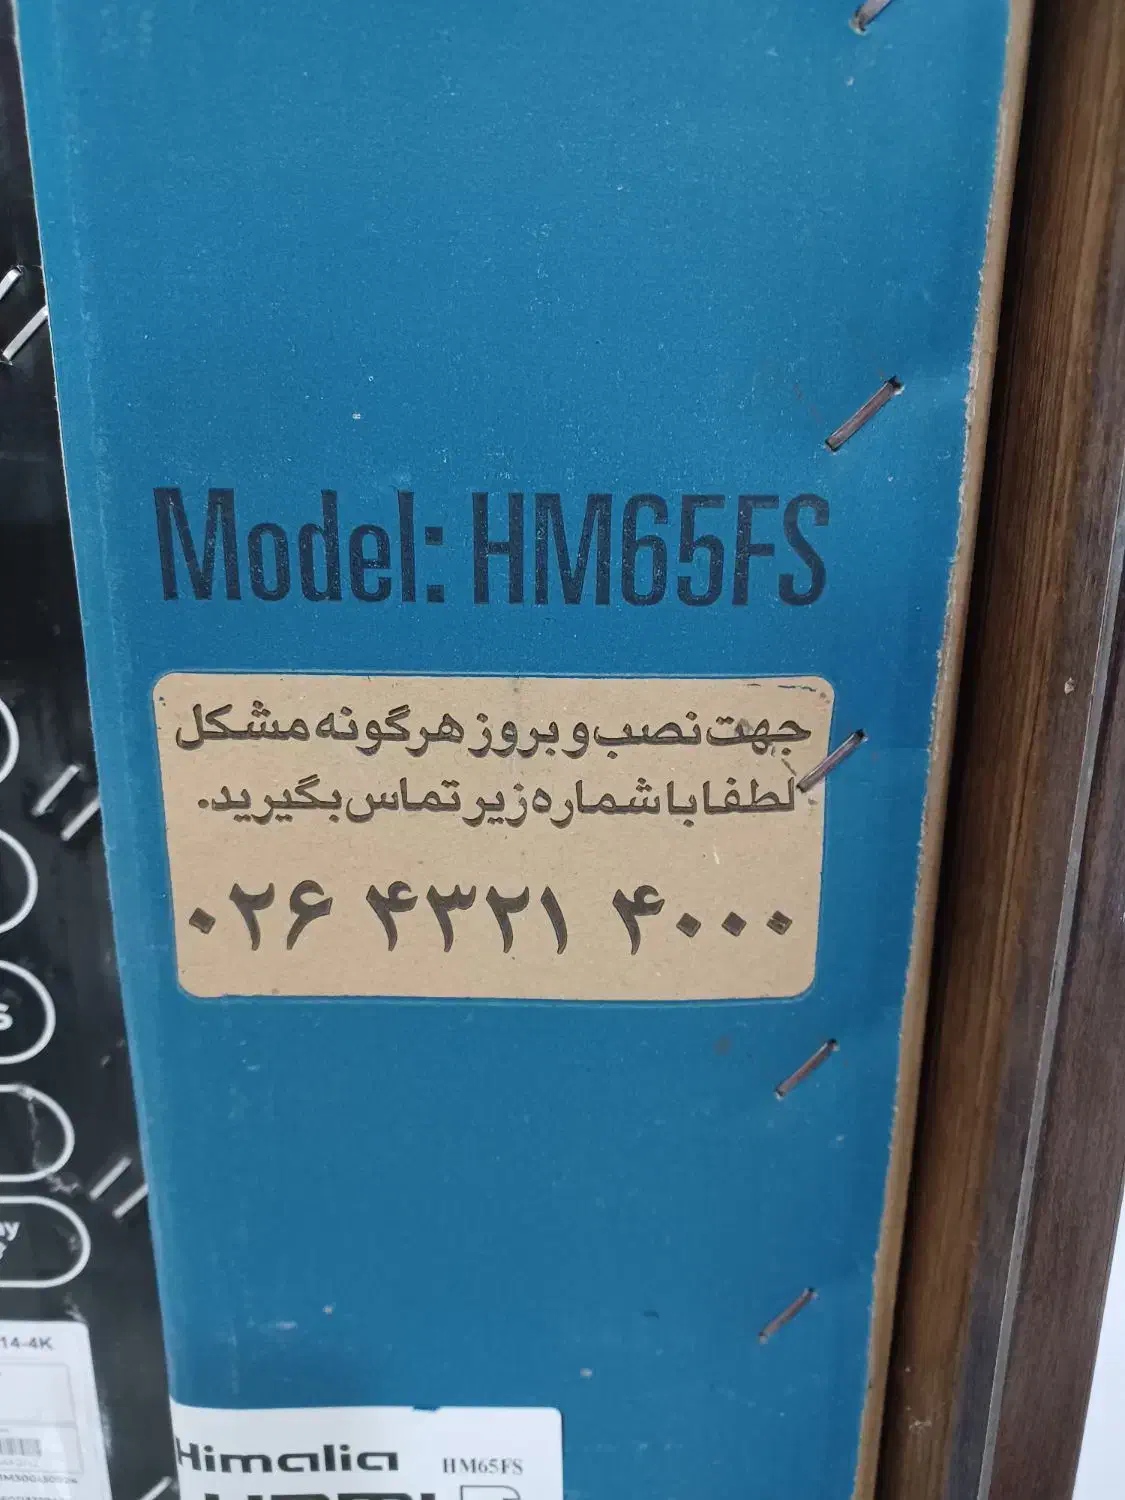 Model: HM65FS
جهت نصب و بروز هرگونه مشکل
لطفا با شماره زیر تماس بگیرید.
۰۲۶ ۴۳۲۱ ۴۰۰۰
14-4K
Himalia HM65FS